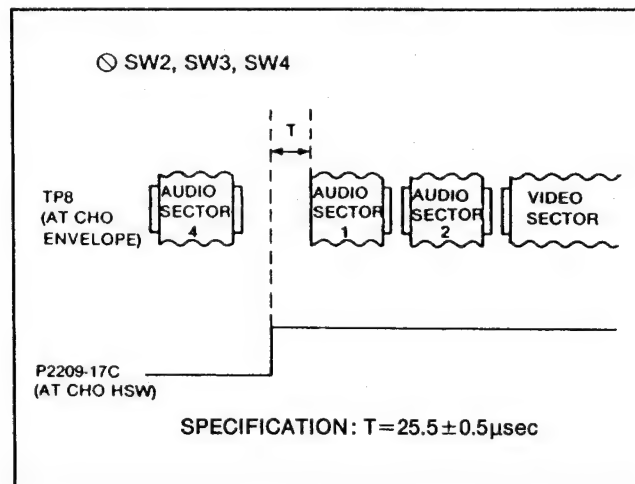 SW2, SW3, SW4
T
TP8
(AT CHO
ENVELOPE)
AUDIO
SECTOR
4
AUDIO
SECTOR
1
AUDIO
SECTOR
2
VIDEO
SECTOR
P2209-17C
(AT CHO HSW)
SPECIFICATION: T=25.5±0.5μsec